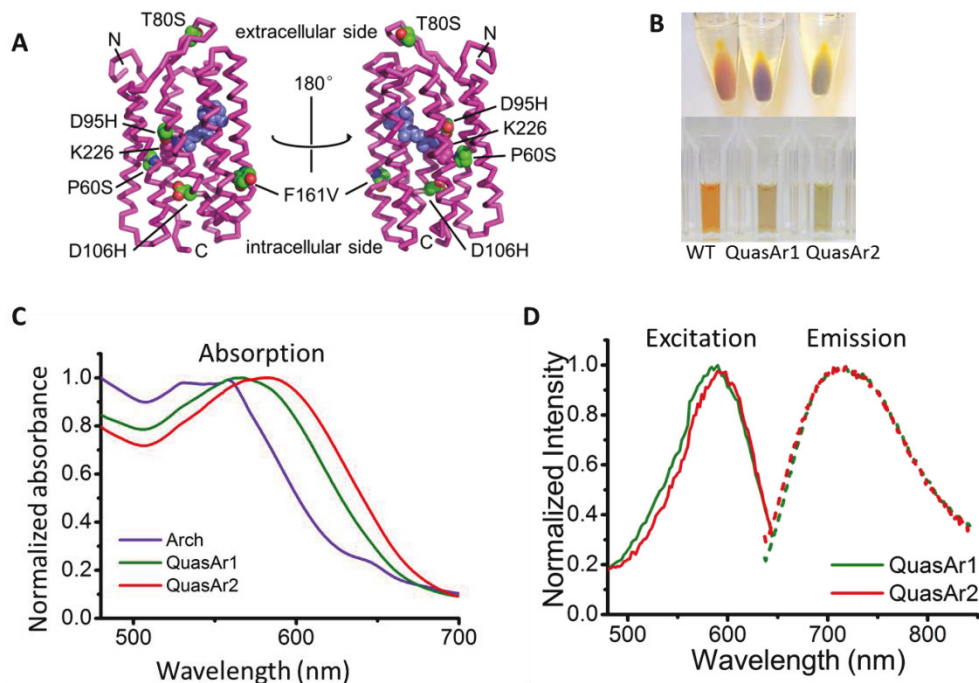 A
T80S
extracellular side
T80S
N
N
180°
D95H
D95H
K226
K226
P60S
P60S
F161V
intracellular side
D106H
C
C
D106H
B
WT QuasAr1 QuasAr2
C
Absorption
Normalized absorbance
1.0
0.8
0.6
0.4
0.2
0.0
Arch
QuasAr1
QuasAr2
500 600 700
Wavelength (nm)
D
Excitation Emission
Normalized Intensity
1.0
0.8
0.6
0.4
0.2
0.0
QuasAr1
QuasAr2
500 600 700 800
Wavelength (nm)